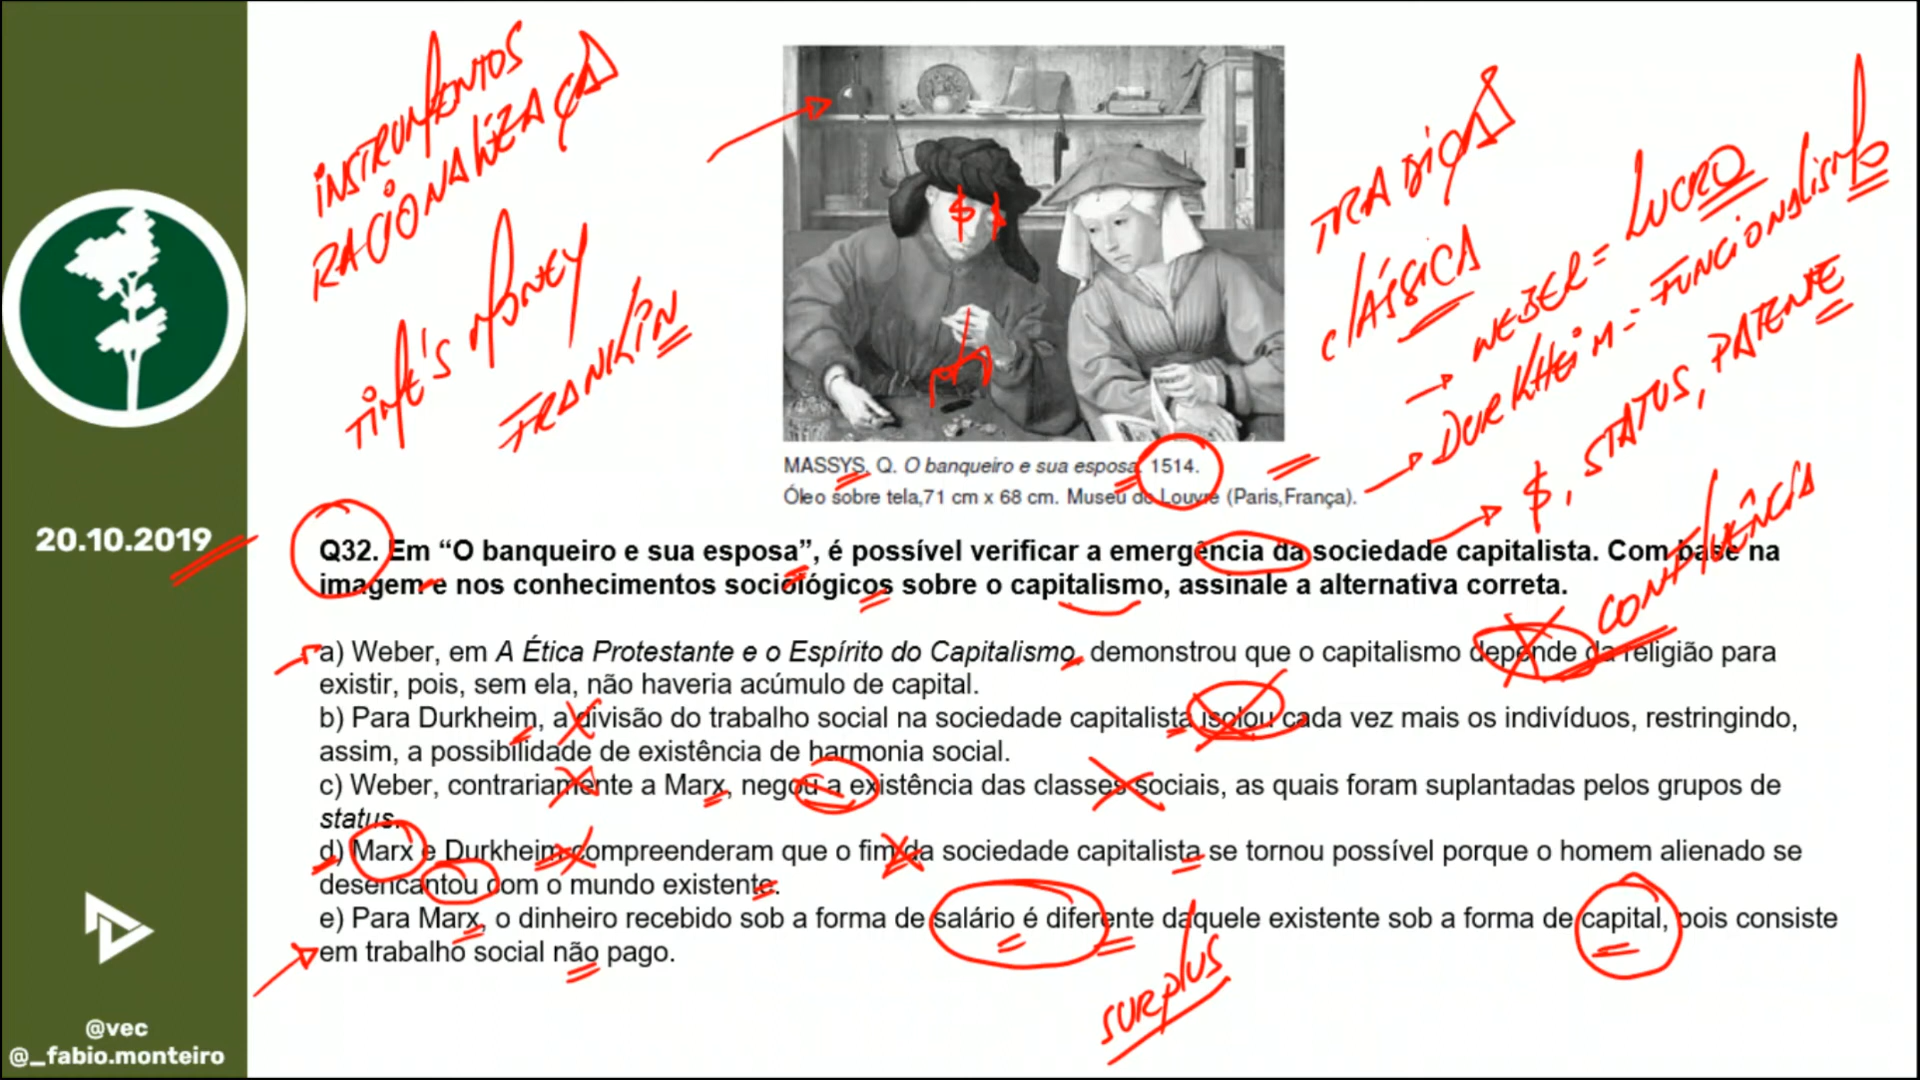 INSTRUMENTOS
RACIONALIZAÇÃO
TIME'S MONEY
FRANKLIN
TRADIÇÃO
CLÁSSICA
WEBER = LUCRO
DURKHEIM = FUNCIONALISMO
$, STATUS, PATENTE
$ $
MASSYS, Q. O banqueiro e sua esposa. 1514.
Óleo sobre tela,71 cm x 68 cm. Museu do Louvre (Paris,França).
20.10.2019
Q32. Em “O banqueiro e sua esposa”, é possível verificar a emergência da sociedade capitalista. Com base na
imagem e nos conhecimentos sociológicos sobre o capitalismo, assinale a alternativa correta.
CONFLUÊNCIA
a) Weber, em A Ética Protestante e o Espírito do Capitalismo, demonstrou que o capitalismo depende da religião para
existir, pois, sem ela, não haveria acúmulo de capital.
b) Para Durkheim, a divisão do trabalho social na sociedade capitalista isolou cada vez mais os indivíduos, restringindo,
assim, a possibilidade de existência de harmonia social.
c) Weber, contrariamente a Marx, negou a existência das classes sociais, as quais foram suplantadas pelos grupos de
status.
d) Marx e Durkheim compreenderam que o fim da sociedade capitalista se tornou possível porque o homem alienado se
desencantou com o mundo existente.
e) Para Marx, o dinheiro recebido sob a forma de salário é diferente daquele existente sob a forma de capital, pois consiste
em trabalho social não pago.
SURPLUS
@vec
@_fabio.monteiro